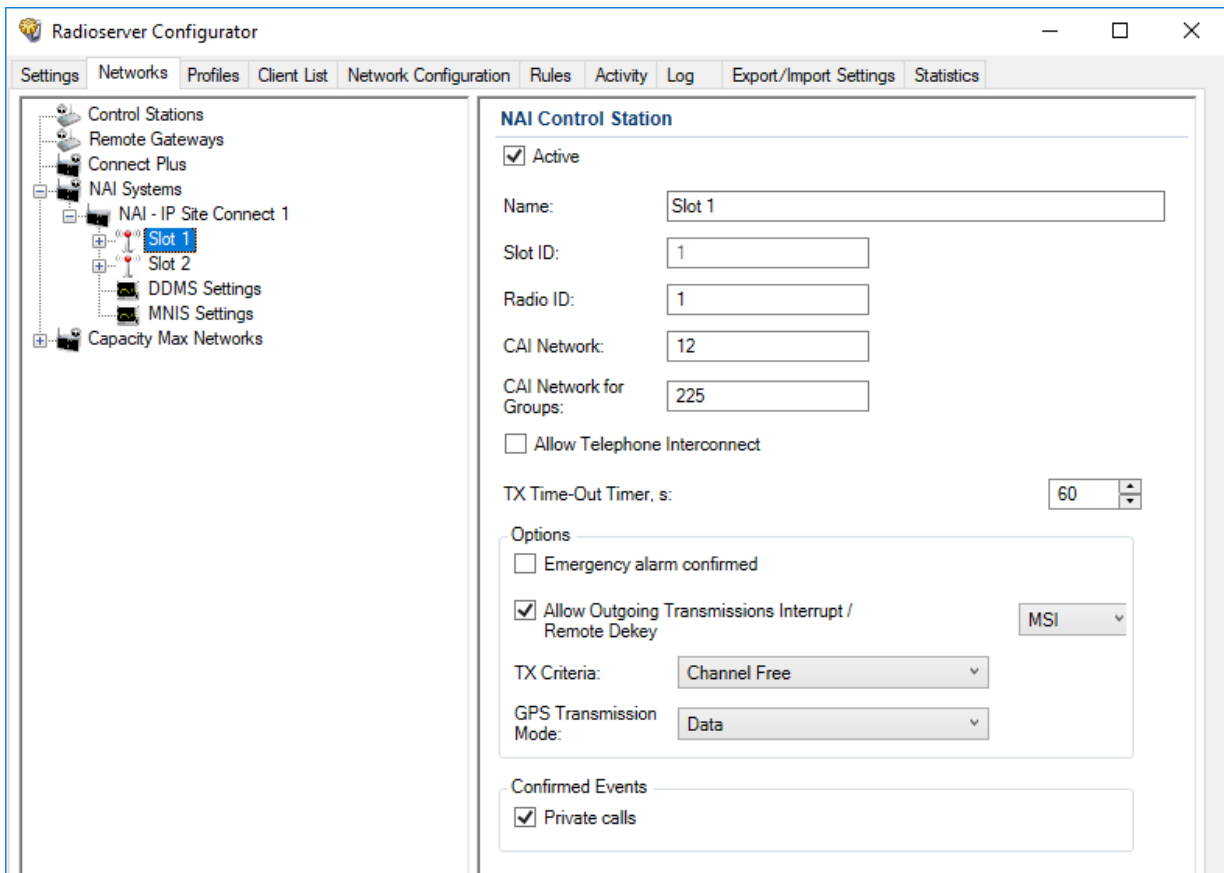 Radioserver Configurator
Settings Networks Profiles Client List Network Configuration Rules Activity Log Export/Import Settings Statistics
Control Stations
Remote Gateways
Connect Plus
NAI Systems
NAI - IP Site Connect 1
Slot 1
Slot 2
DDMS Settings
MNIS Settings
Capacity Max Networks
NAI Control Station
Active
Name: Slot 1
Slot ID: 1
Radio ID: 1
CAI Network: 12
CAI Network for
Groups: 225
Allow Telephone Interconnect
TX Time-Out Timer, s: 60
Options
Emergency alarm confirmed
Allow Outgoing Transmissions Interrupt /
Remote Dekey MSI
TX Criteria: Channel Free
GPS Transmission
Mode: Data
Confirmed Events
Private calls